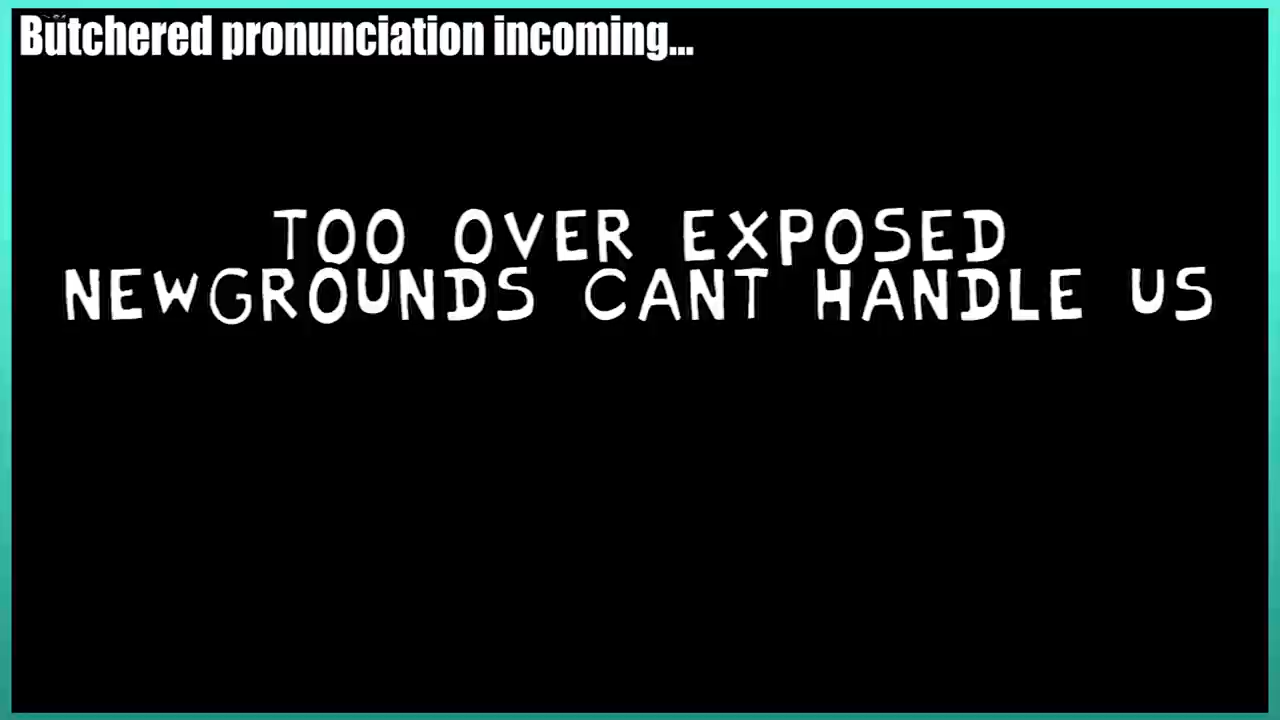 Butchered pronunciation incoming...
TOO OVER EXPOSED
NEWGROUNDS CANT HANDLE US